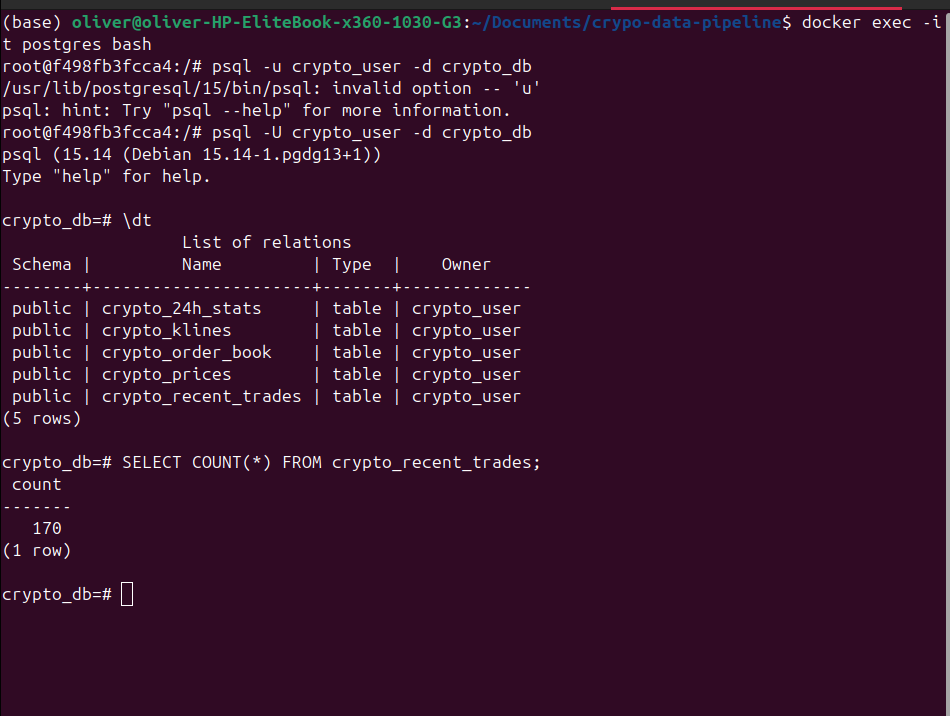 (base) oliver@oliver-HP-EliteBook-x360-1030-G3:~/Documents/crypo-data-pipeline$ docker exec -i
t postgres bash
root@f498fb3fcca4:/# psql -u crypto_user -d crypto_db
/usr/lib/postgresql/15/bin/psql: invalid option -- 'u'
psql: hint: Try "psql --help" for more information.
root@f498fb3fcca4:/# psql -U crypto_user -d crypto_db
psql (15.14 (Debian 15.14-1.pgdg13+1))
Type "help" for help.

crypto_db=# \dt
                  List of relations
 Schema |         Name         | Type  |    Owner
--------+----------------------+-------+-------------
 public | crypto_24h_stats     | table | crypto_user
 public | crypto_klines        | table | crypto_user
 public | crypto_order_book    | table | crypto_user
 public | crypto_prices        | table | crypto_user
 public | crypto_recent_trades | table | crypto_user
(5 rows)

crypto_db=# SELECT COUNT(*) FROM crypto_recent_trades;
 count
-------
   170
(1 row)

crypto_db=#